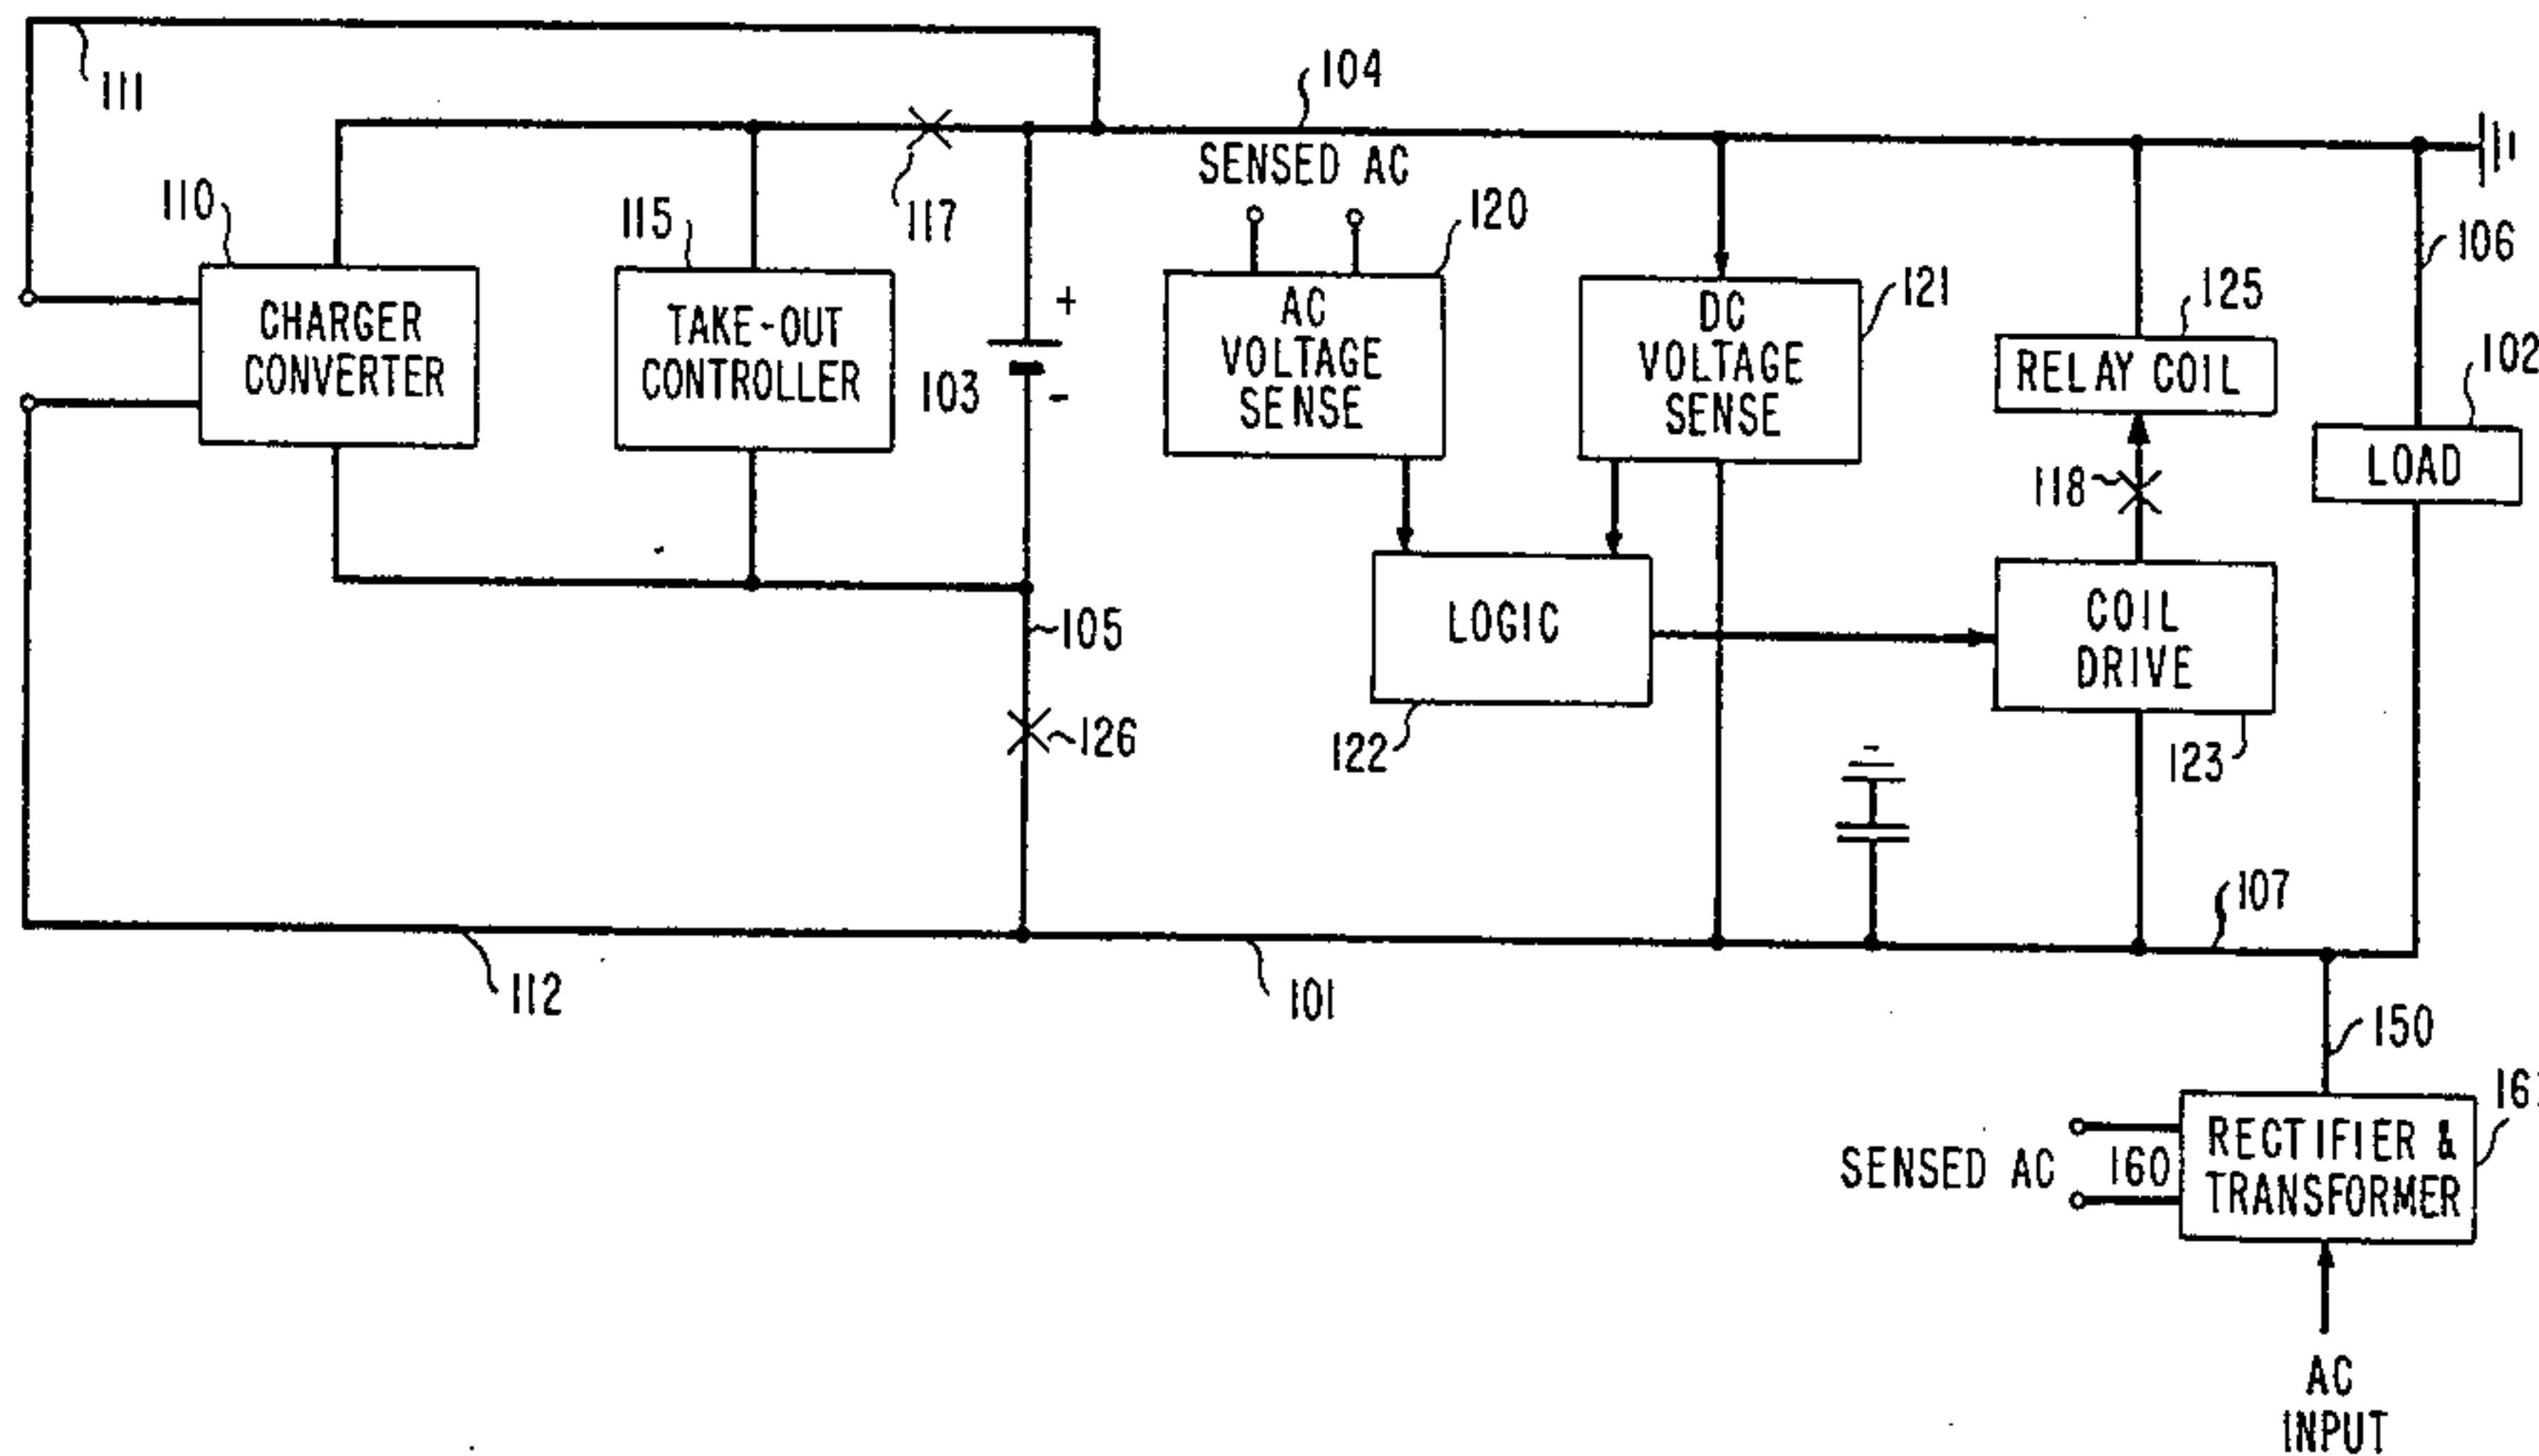 111
104
SENSED AC
110
115
117
120
106
CHARGER
CONVERTER
TAKE-OUT
CONTROLLER
+
103
-
AC
VOLTAGE
SENSE
DC
VOLTAGE
SENSE
121
125
RELAY COIL
102
118
LOAD
LOGIC
105
COIL
DRIVE
126
122
123
107
112
101
150
161
SENSED AC
160
RECTIFIER &
TRANSFORMER
AC
INPUT